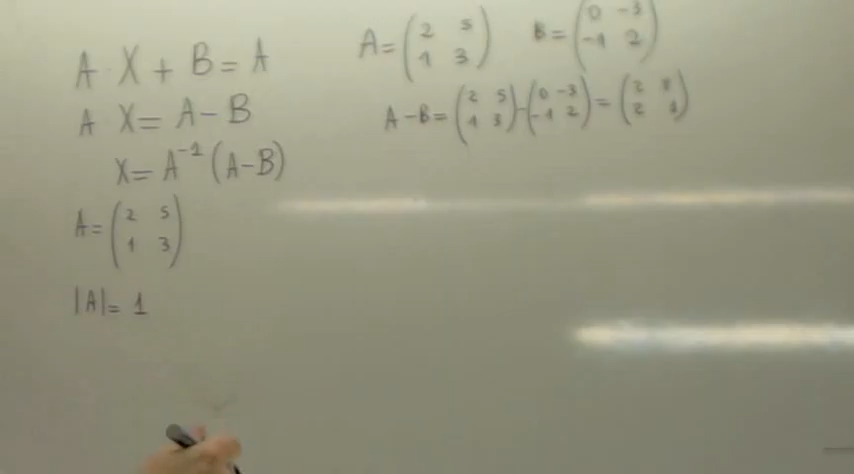 A · X + B = A
A X = A - B
X = A⁻¹ (A - B)
A = (2 5
1 3)
|A| = 1
A = (2 5
1 3)
B = (0 -3
-1 2)
A - B = (2 5
1 3) - (0 -3
-1 2) = (2 8
2 1)